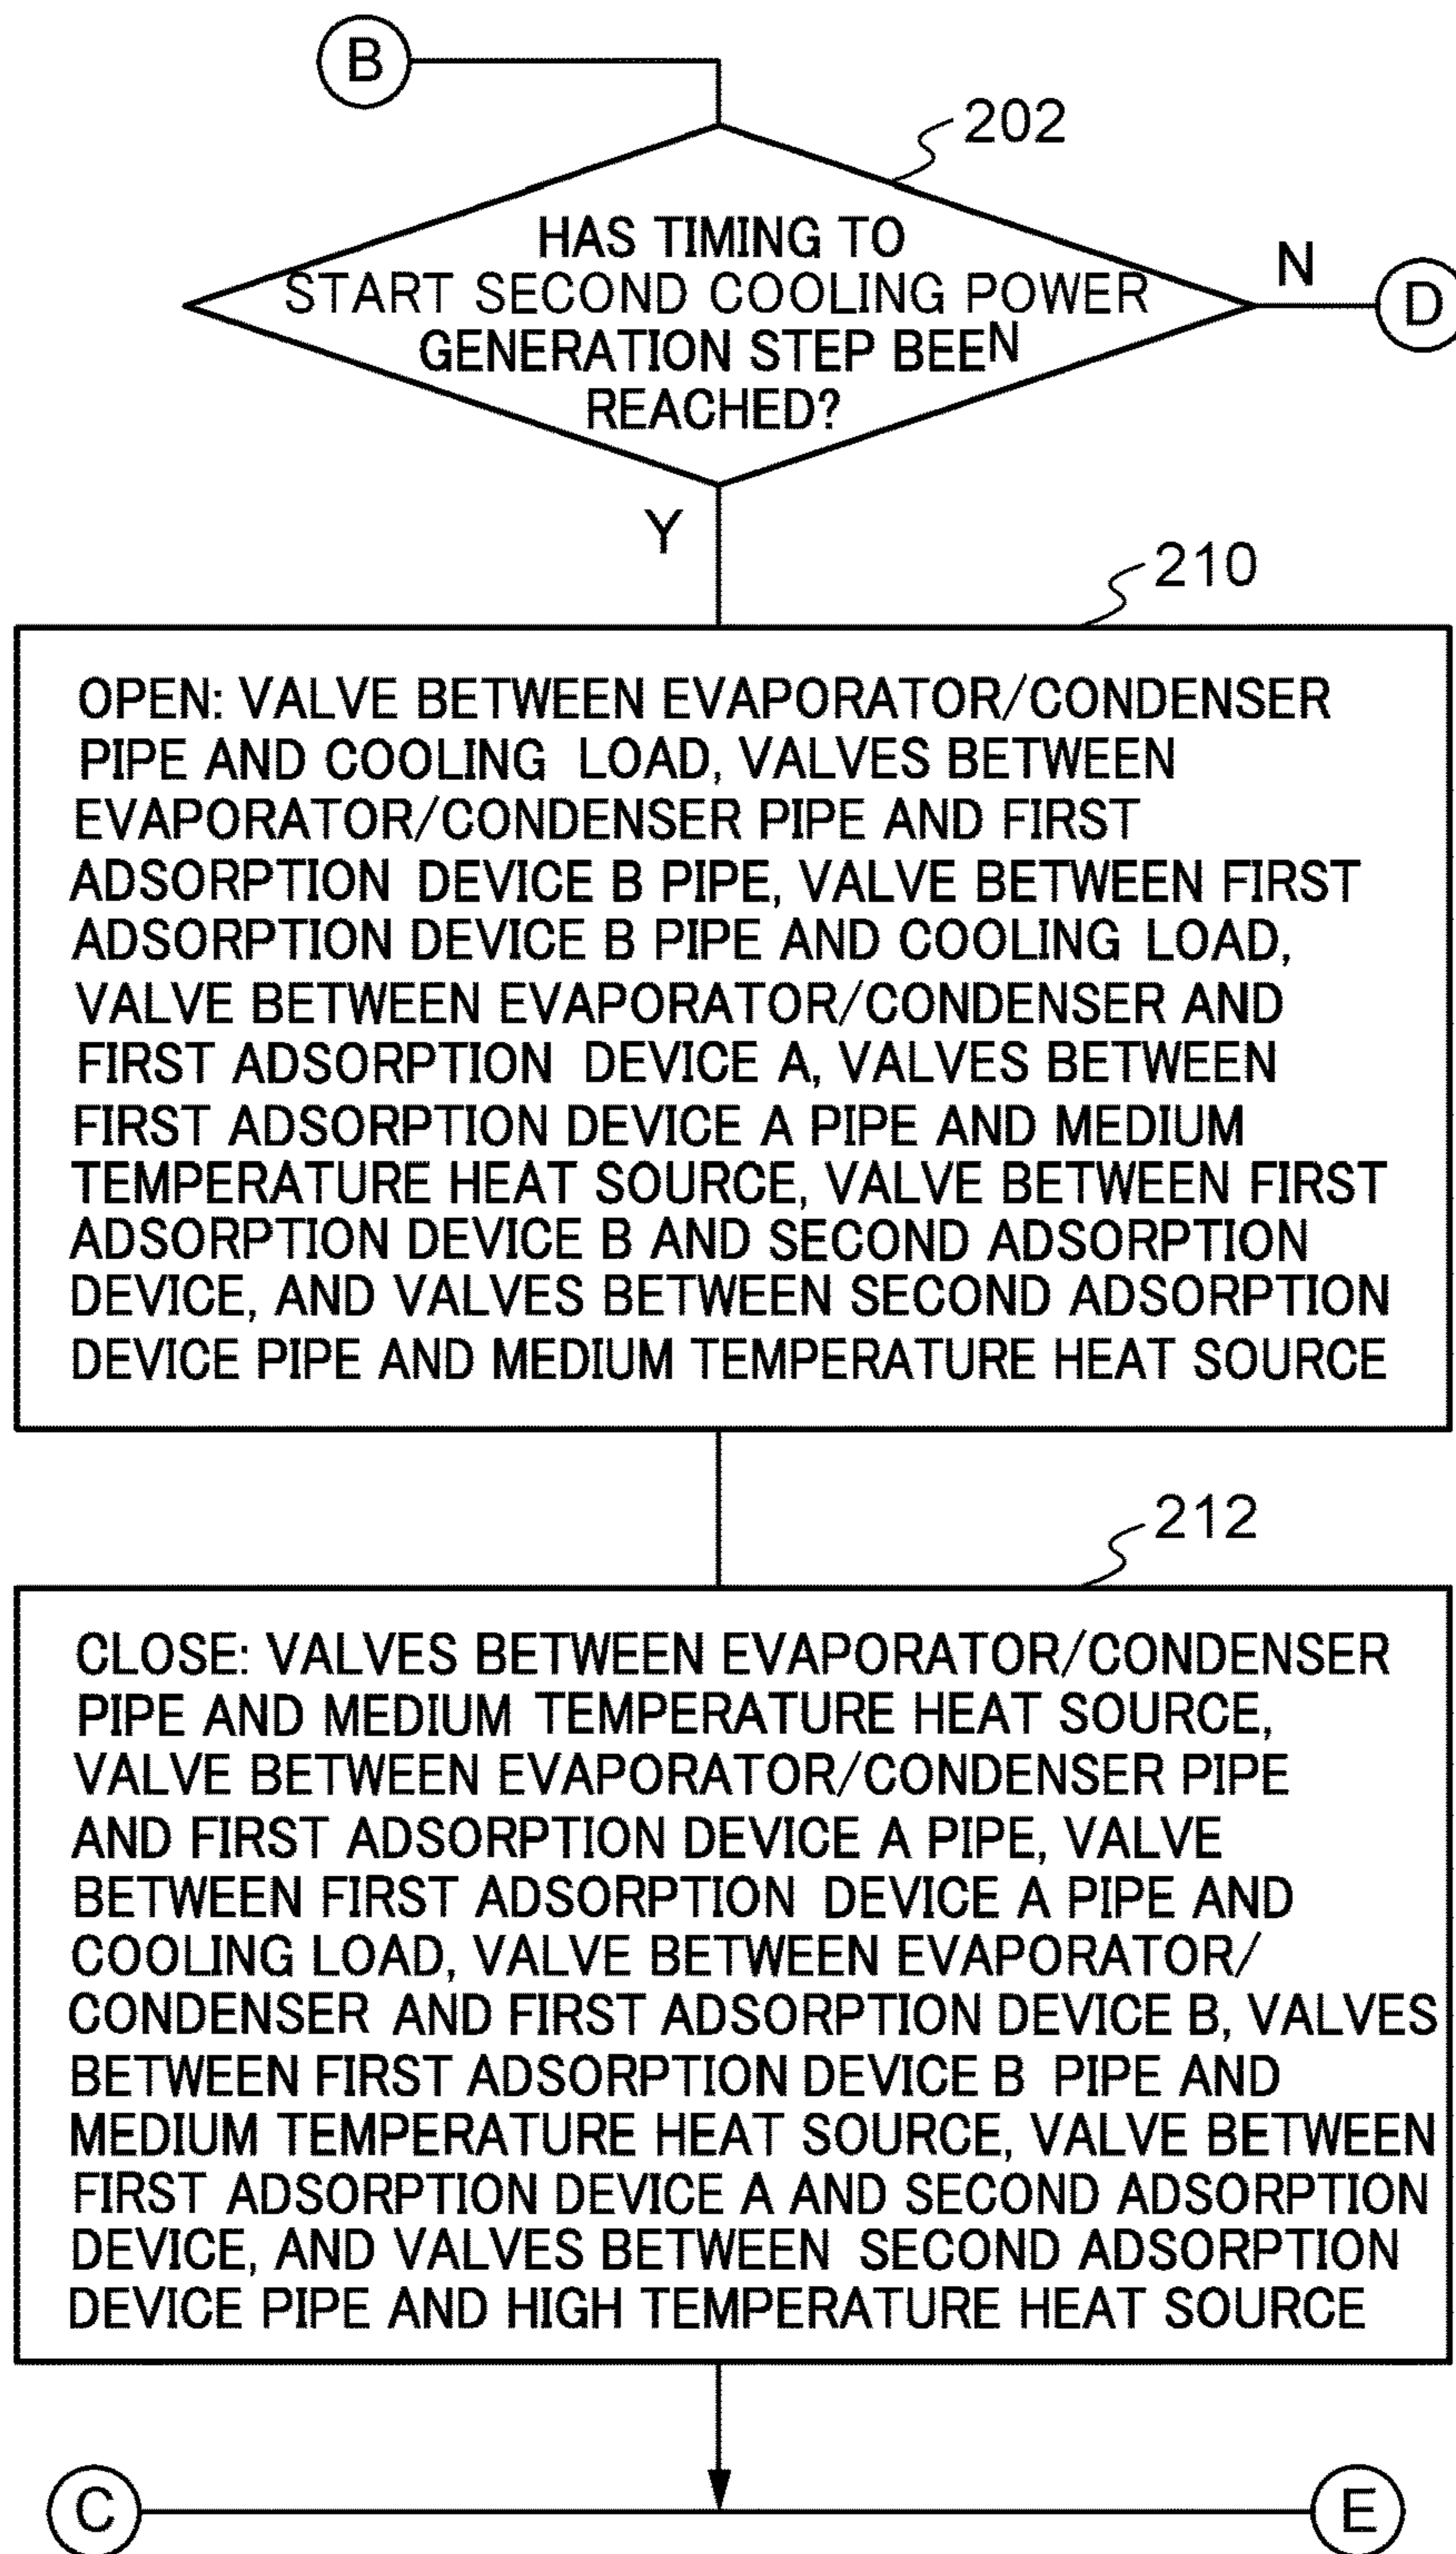 B
202
HAS TIMING TO
START SECOND COOLING POWER
GENERATION STEP BEEN
REACHED?
N
D
Y
210
OPEN: VALVE BETWEEN EVAPORATOR/CONDENSER
PIPE AND COOLING LOAD, VALVES BETWEEN
EVAPORATOR/CONDENSER PIPE AND FIRST
ADSORPTION DEVICE B PIPE, VALVE BETWEEN FIRST
ADSORPTION DEVICE B PIPE AND COOLING LOAD,
VALVE BETWEEN EVAPORATOR/CONDENSER AND
FIRST ADSORPTION DEVICE A, VALVES BETWEEN
FIRST ADSORPTION DEVICE A PIPE AND MEDIUM
TEMPERATURE HEAT SOURCE, VALVE BETWEEN FIRST
ADSORPTION DEVICE B AND SECOND ADSORPTION
DEVICE, AND VALVES BETWEEN SECOND ADSORPTION
DEVICE PIPE AND MEDIUM TEMPERATURE HEAT SOURCE
212
CLOSE: VALVES BETWEEN EVAPORATOR/CONDENSER
PIPE AND MEDIUM TEMPERATURE HEAT SOURCE,
VALVE BETWEEN EVAPORATOR/CONDENSER PIPE
AND FIRST ADSORPTION DEVICE A PIPE, VALVE
BETWEEN FIRST ADSORPTION DEVICE A PIPE AND
COOLING LOAD, VALVE BETWEEN EVAPORATOR/
CONDENSER AND FIRST ADSORPTION DEVICE B, VALVES
BETWEEN FIRST ADSORPTION DEVICE B PIPE AND
MEDIUM TEMPERATURE HEAT SOURCE, VALVE BETWEEN
FIRST ADSORPTION DEVICE A AND SECOND ADSORPTION
DEVICE, AND VALVES BETWEEN SECOND ADSORPTION
DEVICE PIPE AND HIGH TEMPERATURE HEAT SOURCE
C
E